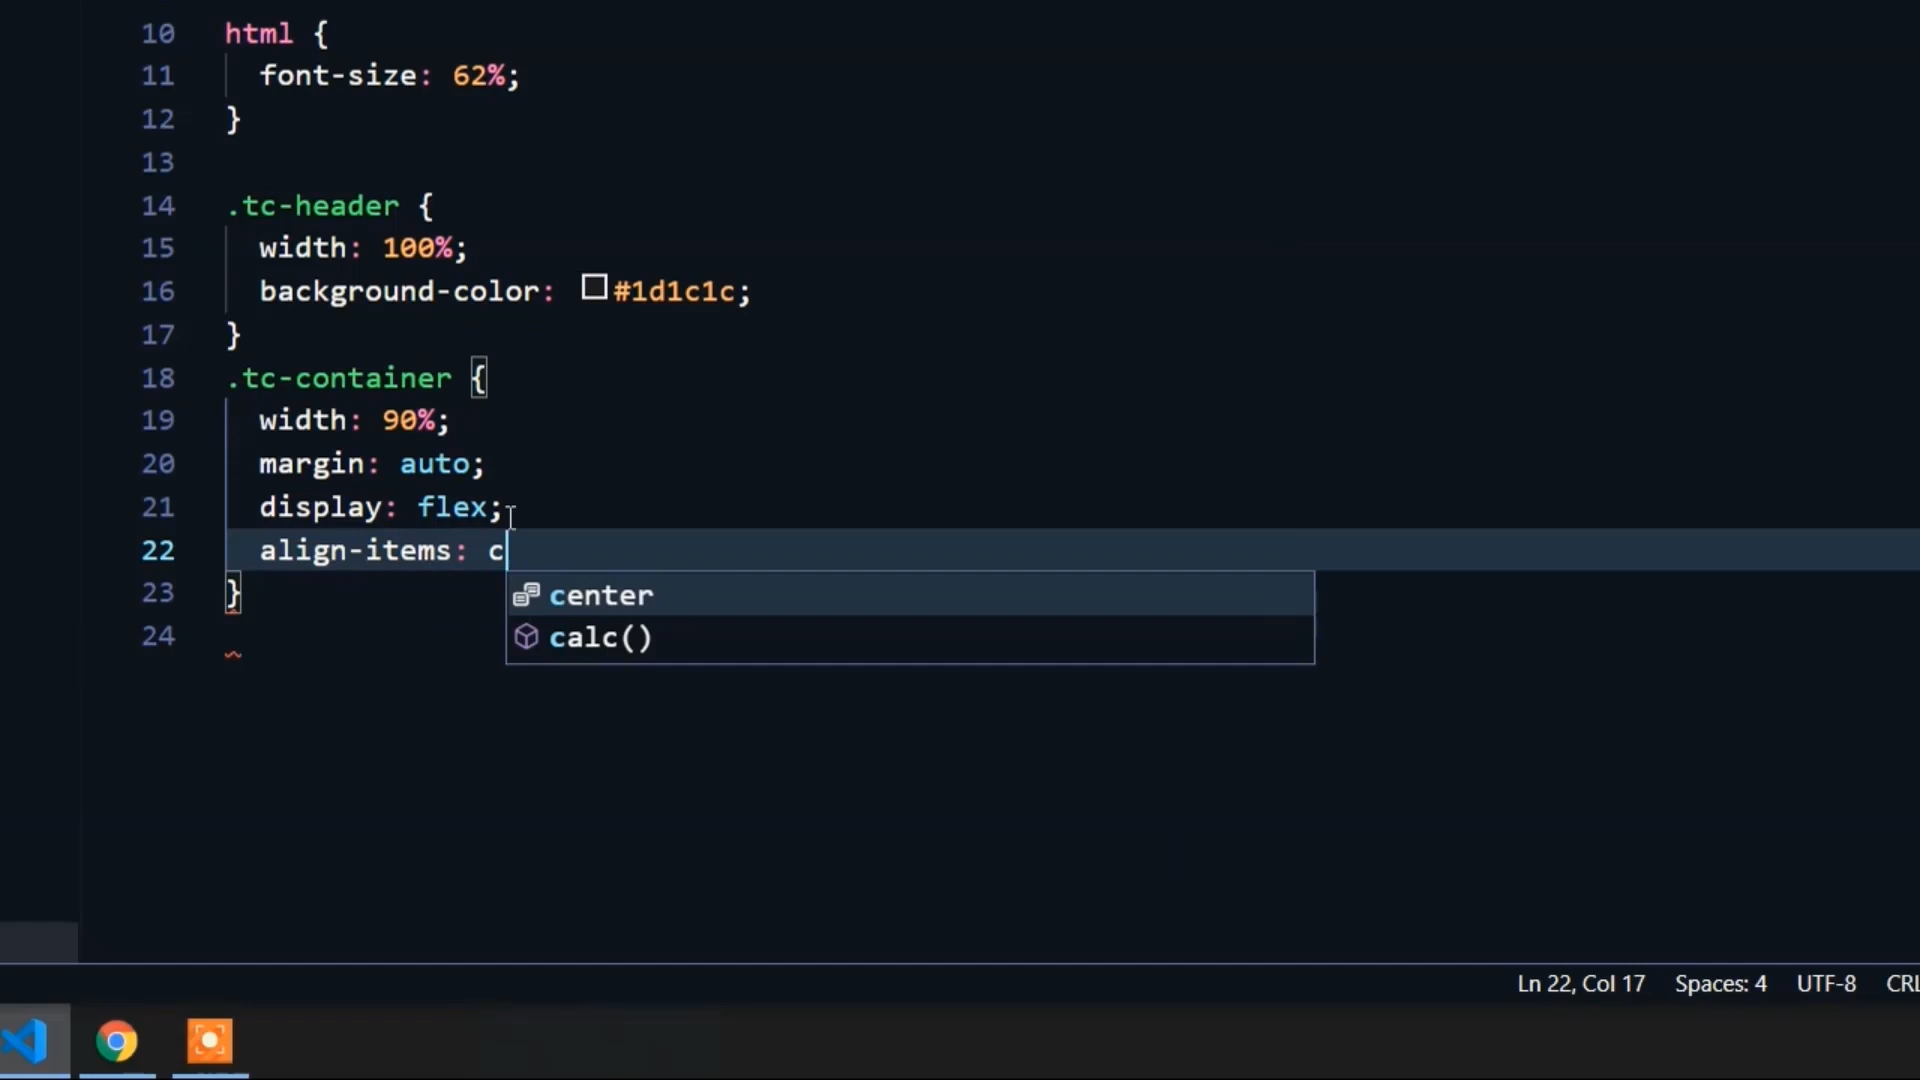 10 html {
11 font-size: 62%;
12 }
13
14 .tc-header {
15 width: 100%;
16 background-color: #1d1c1c;
17 }
18 .tc-container {
19 width: 90%;
20 margin: auto;
21 display: flex;
22 align-items: c
center
23 }
calc()
24
Ln 22, Col 17 Spaces: 4 UTF-8 CRL